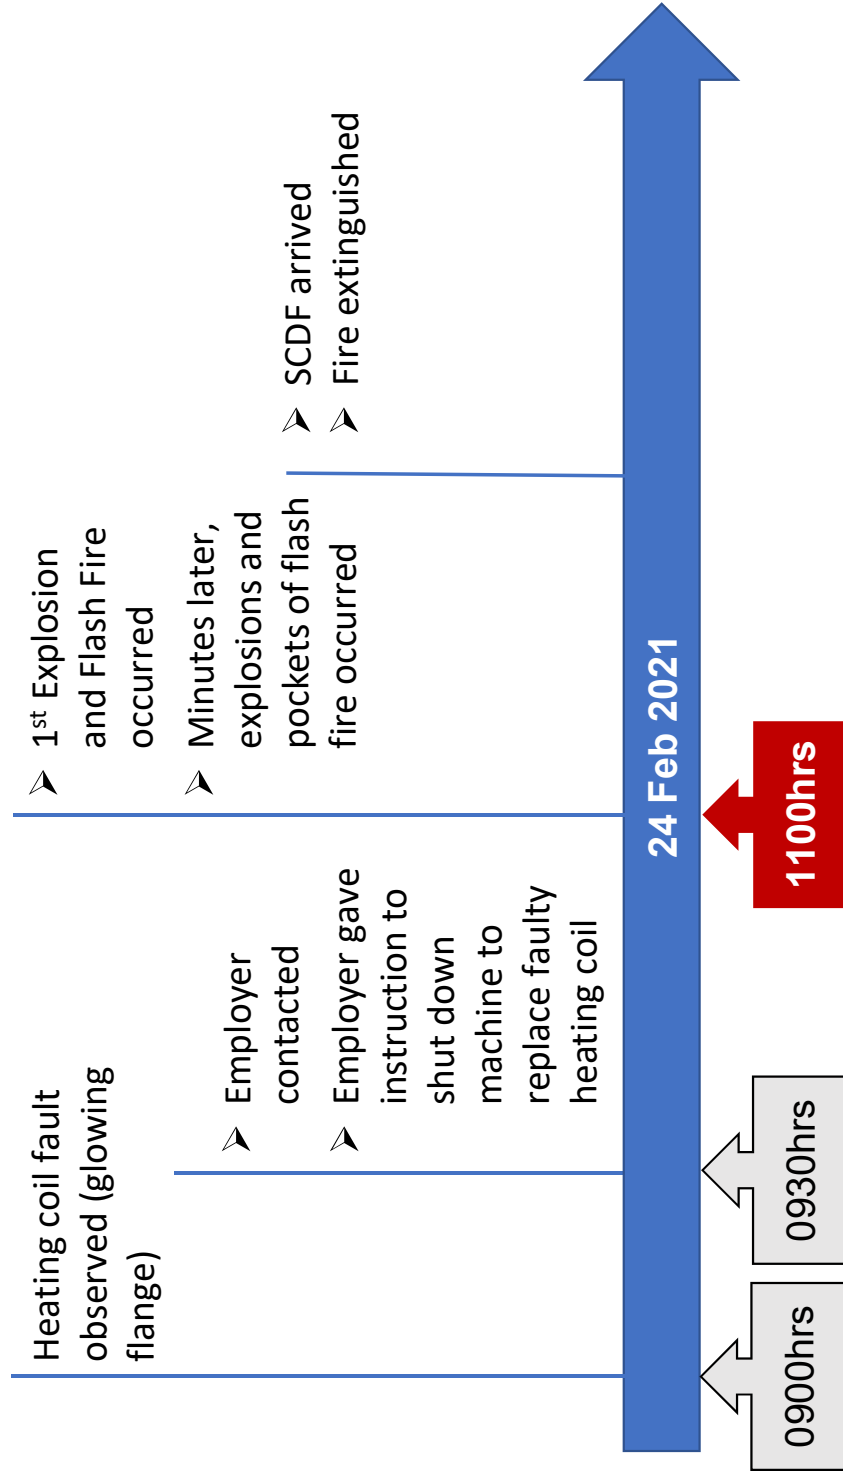 Heating coil fault
observed (glowing
flange)
➢ Employer
contacted
➢ Employer gave
instruction to
shut down
machine to
replace faulty
heating coil
➢ 1st Explosion
and Flash Fire
occurred
➢ Minutes later,
explosions and
pockets of flash
fire occurred
➢ SCDF arrived
➢ Fire extinguished
24 Feb 2021
0900hrs
0930hrs
1100hrs